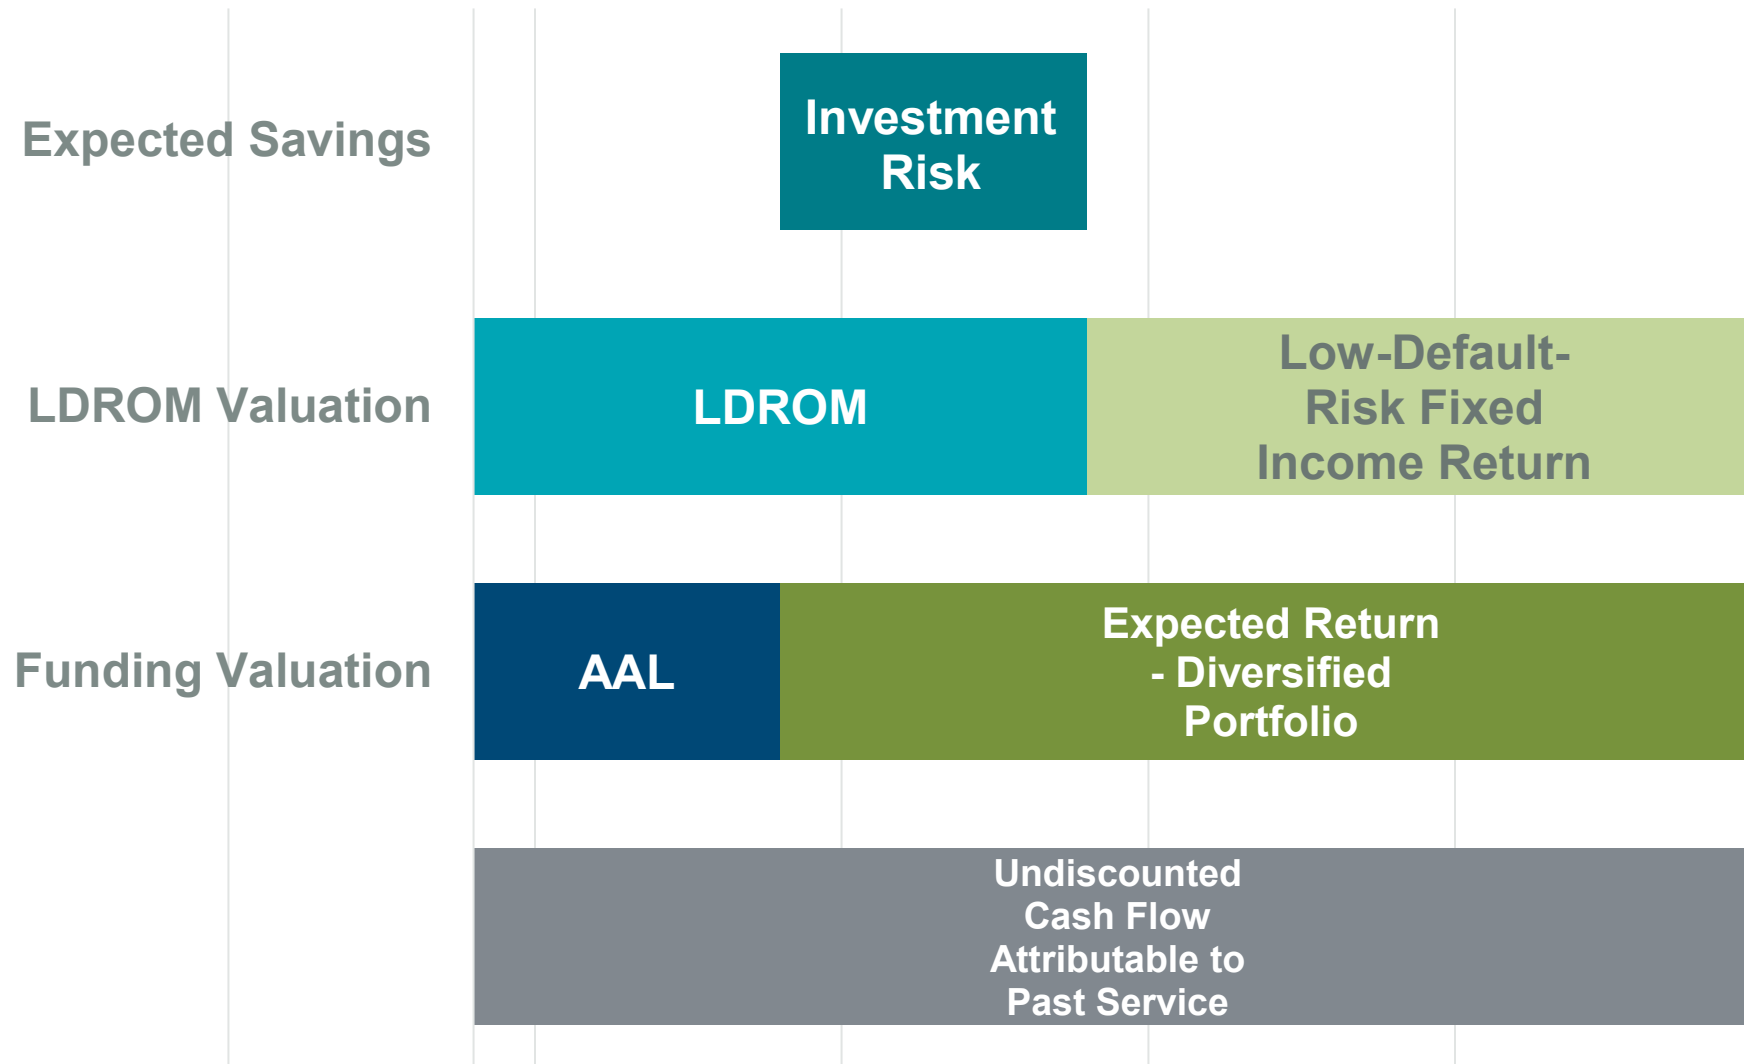 Expected Savings
Investment
Risk
LDROM Valuation
LDROM
Low-Default-
Risk Fixed
Income Return
Funding Valuation
AAL
Expected Return
- Diversified
Portfolio
Undiscounted
Cash Flow
Attributable to
Past Service